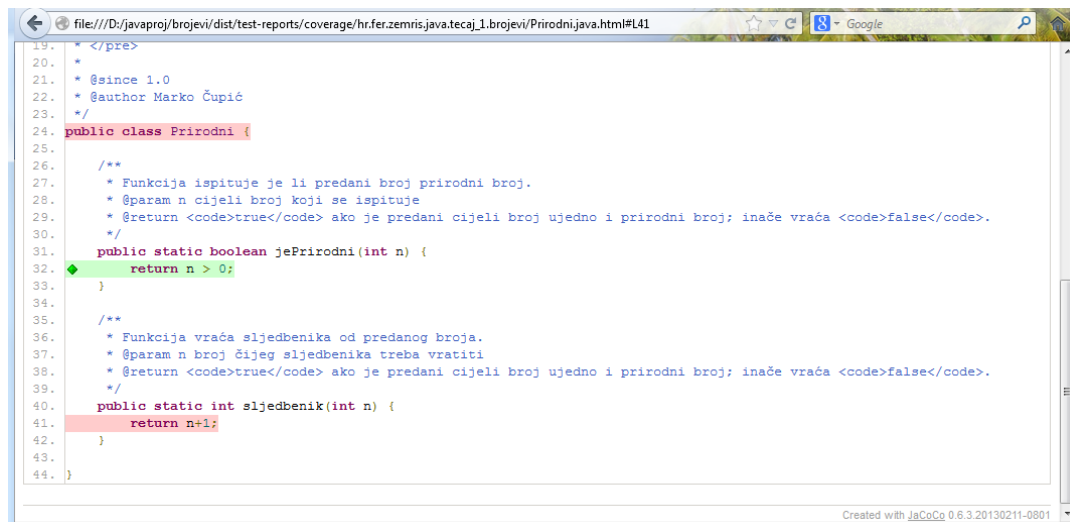 file:///D:/javaproj/brojevi/dist/test-reports/coverage/hr.fer.zemris.java.tecaj_1.brojevi/Prirodni.java.html#L41 Google
19. * </pre>
20. *
21. * @since 1.0
22. * @author Marko Čupić
23. */
24. public class Prirodni {
25.
26. /**
27. * Funkcija ispituje je li predani broj prirodni broj.
28. * @param n cijeli broj koji se ispituje
29. * @return <code>true</code> ako je predani cijeli broj ujedno i prirodni broj; inače vraća <code>false</code>.
30. */
31. public static boolean jePrirodni(int n) {
32. return n > 0;
33. }
34.
35. /**
36. * Funkcija vraća sljedbenika od predanog broja.
37. * @param n broj čijeg sljedbenika treba vratiti
38. * @return <code>true</code> ako je predani cijeli broj ujedno i prirodni broj; inače vraća <code>false</code>.
39. */
40. public static int sljedbenik(int n) {
41. return n+1;
42. }
43.
44. }
Created with JaCoCo 0.6.3.20130211-0801